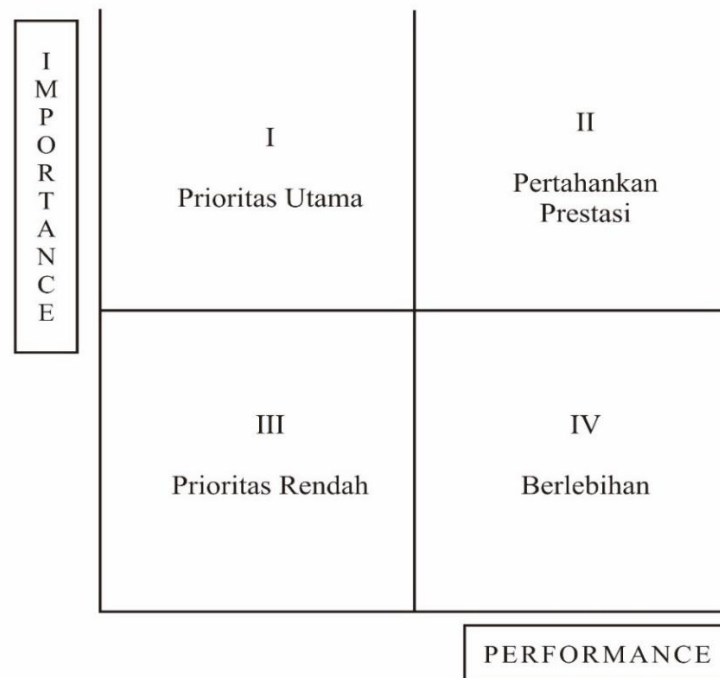 IMPORTANCE
I
Prioritas Utama
II
Pertahankan
Prestasi
III
Prioritas Rendah
IV
Berlebihan
PERFORMANCE